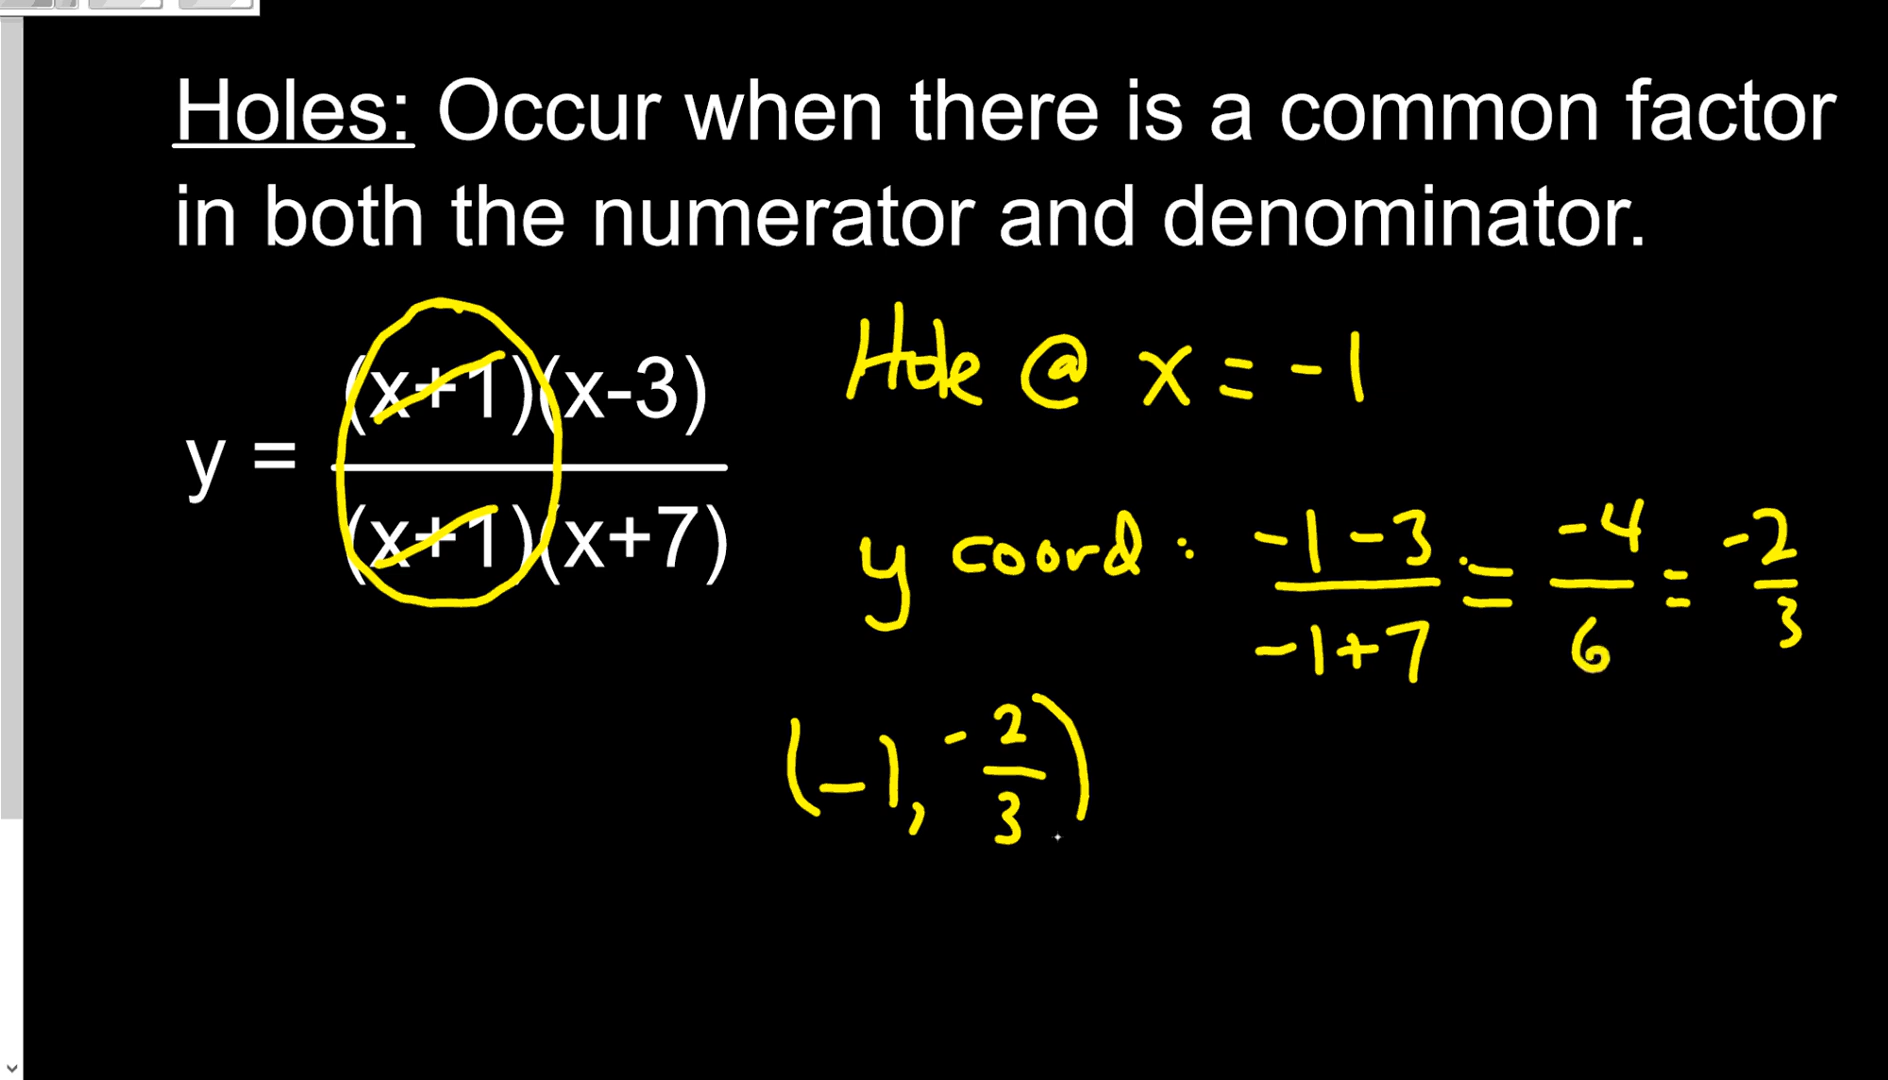 Holes: Occur when there is a common factor
in both the numerator and denominator.
y = (x+1)(x-3) / (x+1)(x+7)
Hole @ x = -1
y coord : -1-3 / -1+7 = -4 / 6 = -2 / 3
(-1, -2/3)